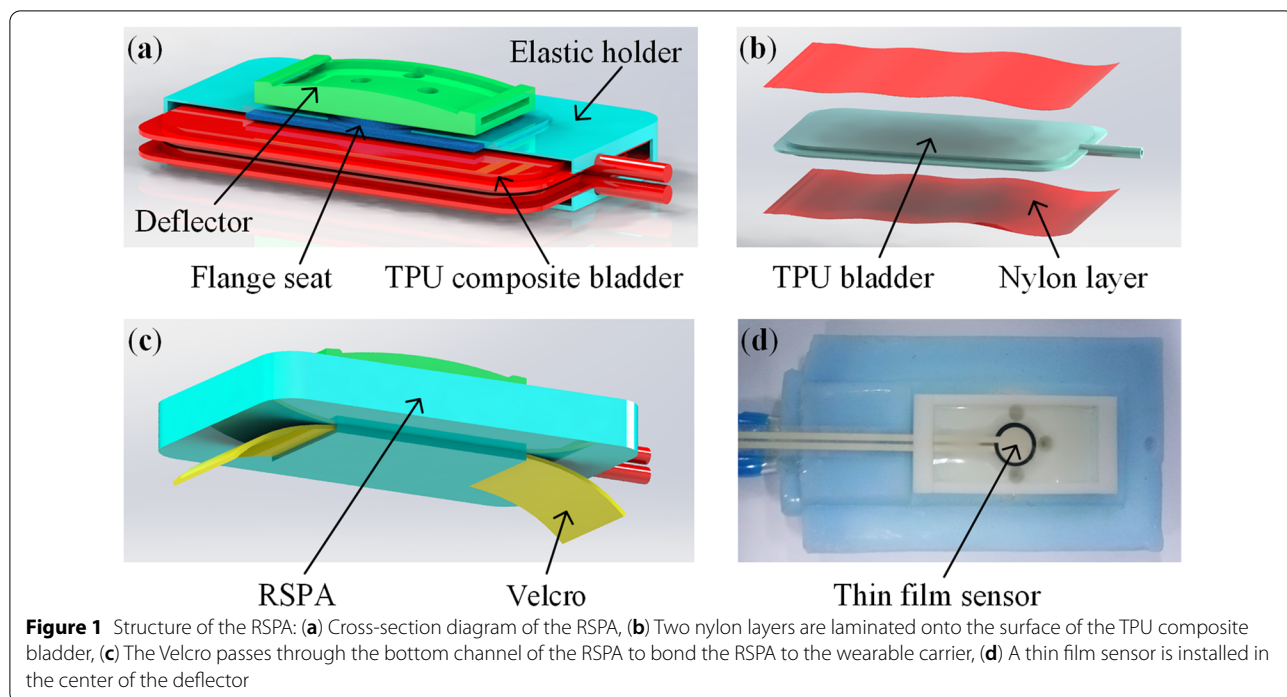 (a)
Elastic holder
Deflector
Flange seat
TPU composite bladder
(b)
TPU bladder
Nylon layer
(c)
RSPA
Velcro
(d)
Thin film sensor
Figure 1 Structure of the RSPA: (a) Cross-section diagram of the RSPA, (b) Two nylon layers are laminated onto the surface of the TPU composite
bladder, (c) The Velcro passes through the bottom channel of the RSPA to bond the RSPA to the wearable carrier, (d) A thin film sensor is installed in
the center of the deflector